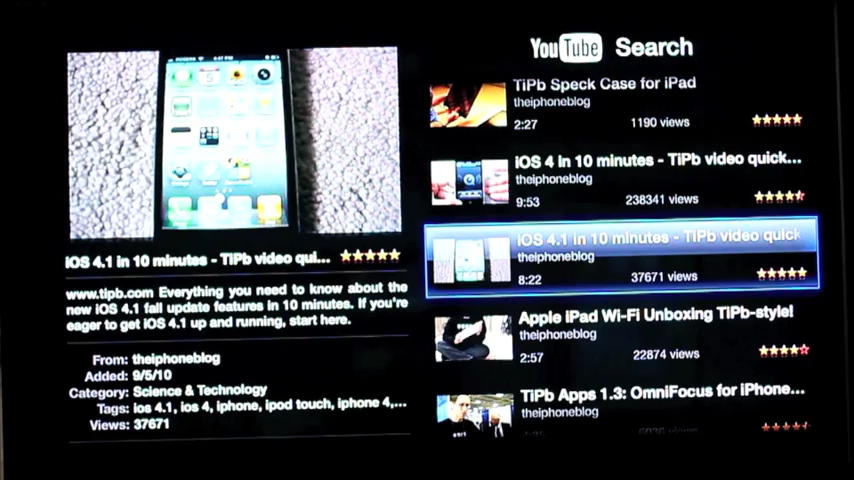 YouTube Search
TiPb Speck Case for iPad
theiphoneblog
2:27 1190 views
iOS 4 in 10 minutes - TiPb video quick...
theiphoneblog
9:53 238341 views
iOS 4.1 in 10 minutes - TiPb video quick
theiphoneblog
8:22 37671 views
Apple iPad Wi-Fi Unboxing TiPb-style!
theiphoneblog
2:57 22874 views
TiPb Apps 1.3: OmniFocus for iPhone...
theiphoneblog
iOS 4.1 in 10 minutes - TiPb video qui...
www.tipb.com Everything you need to know about the
new iOS 4.1 fall update features in 10 minutes. If you're
eager to get iOS 4.1 up and running, start here.
From: theiphoneblog
Added: 9/5/10
Category: Science & Technology
Tags: ios 4.1, ios 4, iphone, ipod touch, iphone 4,...
Views: 37671